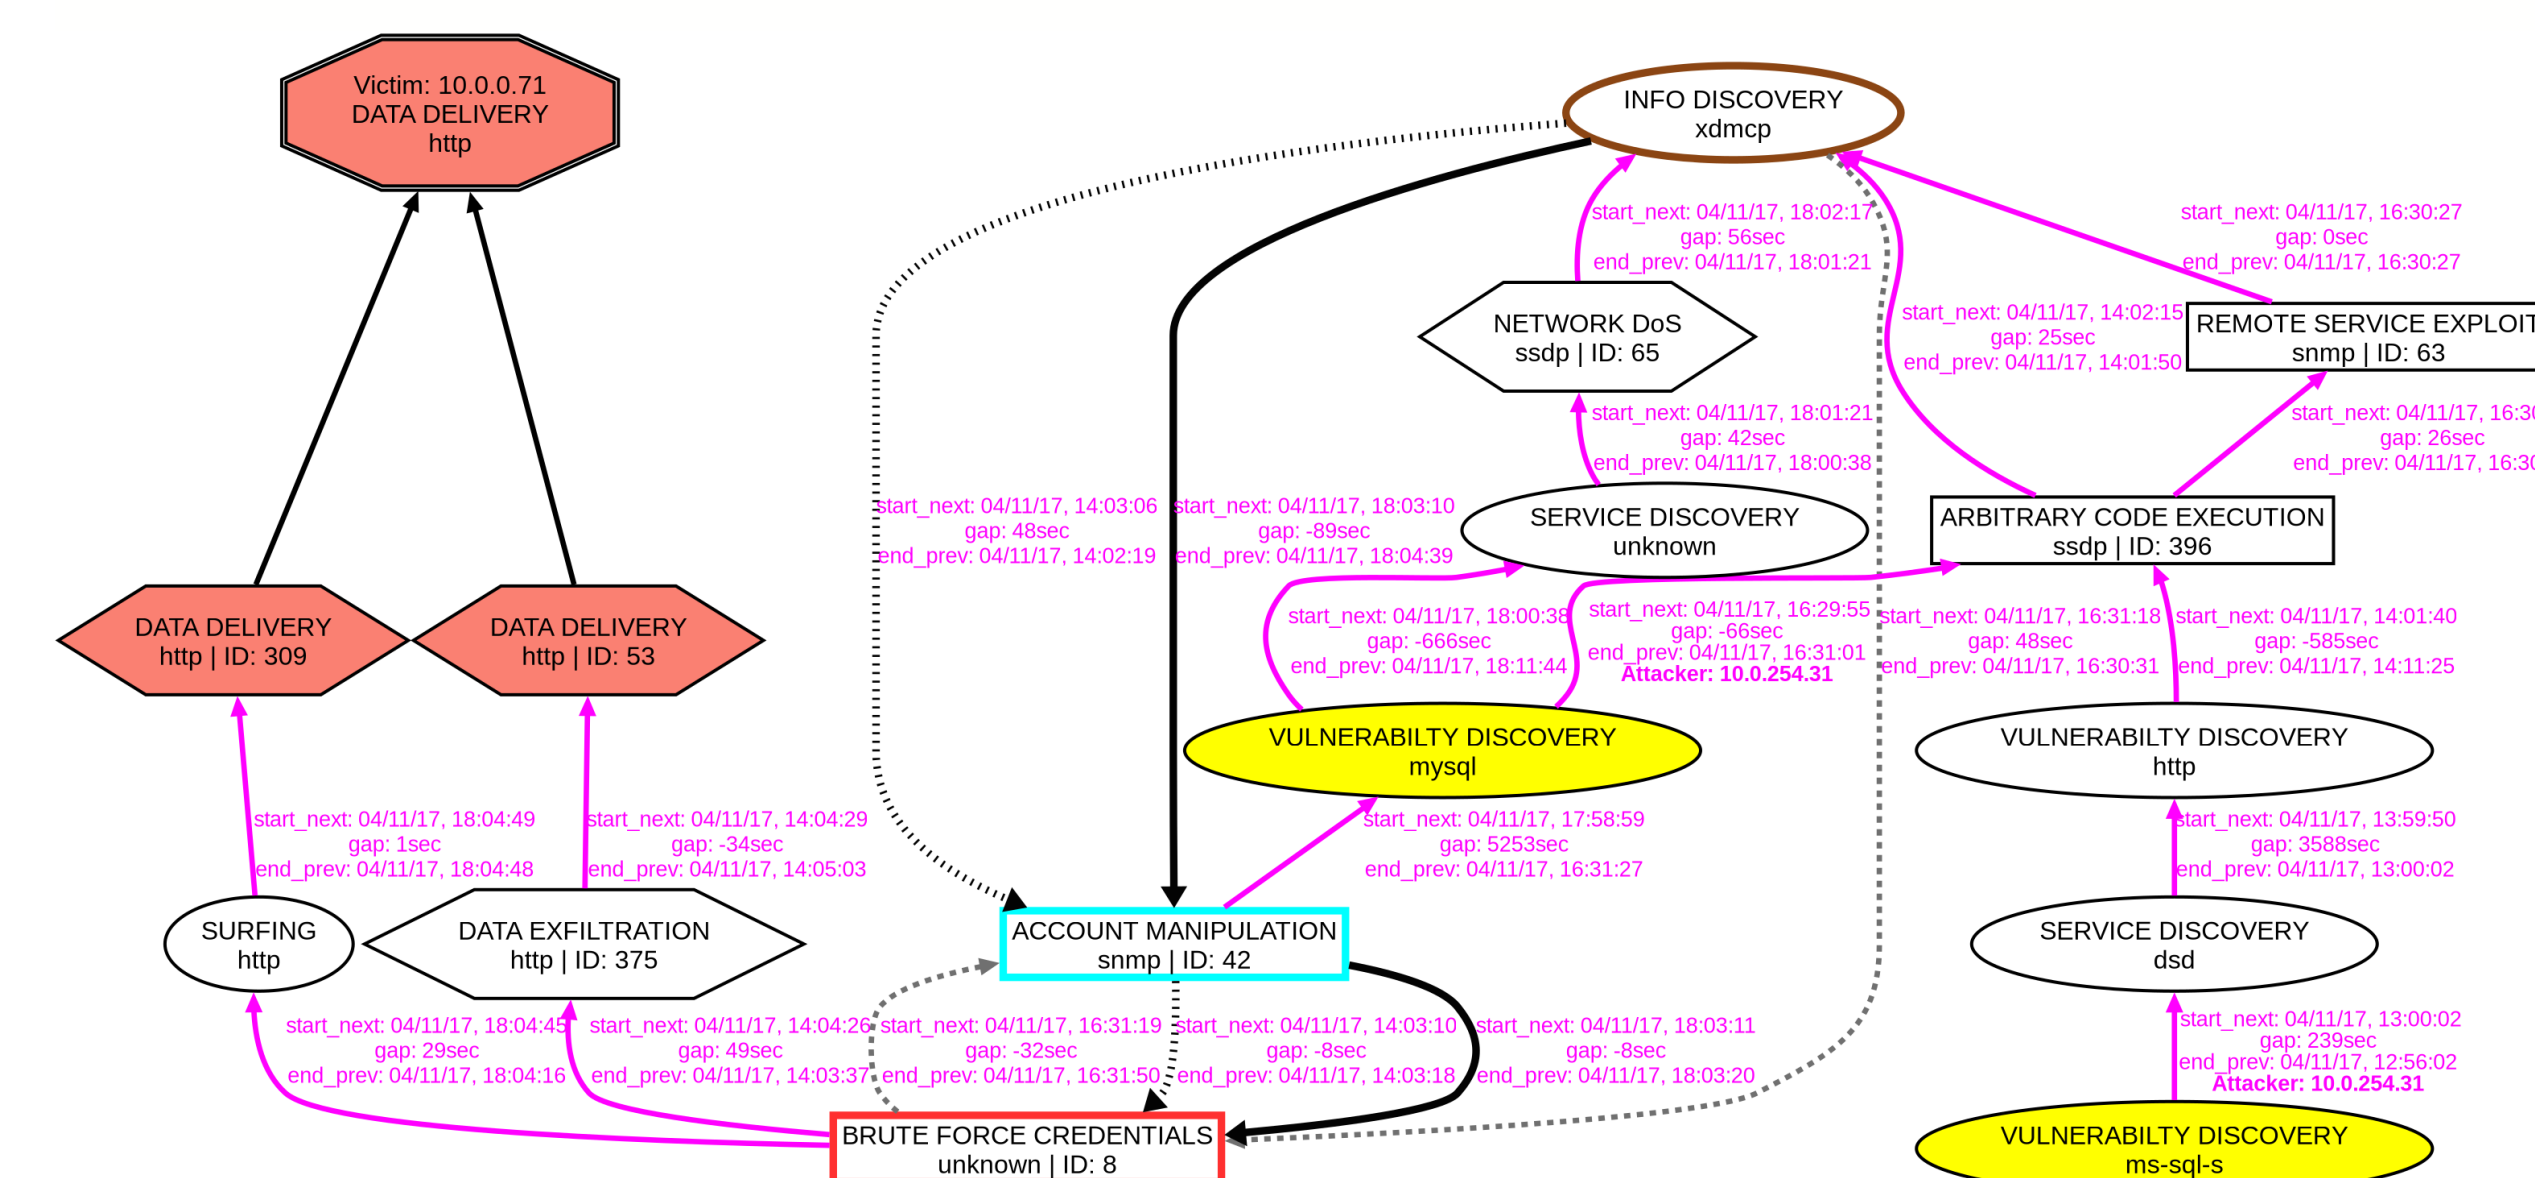 Victim: 10.0.0.71
DATA DELIVERY
http
INFO DISCOVERY
xdmcp
start_next: 04/11/17, 18:02:17
gap: 56sec
end_prev: 04/11/17, 18:01:21
start_next: 04/11/17, 16:30:27
gap: 0sec
end_prev: 04/11/17, 16:30:27
NETWORK DoS
ssdp | ID: 65
start_next: 04/11/17, 14:02:15
gap: 25sec
end_prev: 04/11/17, 14:01:50
REMOTE SERVICE EXPLOIT
snmp | ID: 63
start_next: 04/11/17, 18:01:21
gap: 42sec
end_prev: 04/11/17, 18:00:38
start_next: 04/11/17, 16:30
gap: 26sec
end_prev: 04/11/17, 16:30
start_next: 04/11/17, 14:03:06
gap: 48sec
end_prev: 04/11/17, 14:02:19
start_next: 04/11/17, 18:03:10
gap: -89sec
end_prev: 04/11/17, 18:04:39
SERVICE DISCOVERY
unknown
ARBITRARY CODE EXECUTION
ssdp | ID: 396
DATA DELIVERY
http | ID: 309
DATA DELIVERY
http | ID: 53
start_next: 04/11/17, 18:00:38
gap: -666sec
end_prev: 04/11/17, 18:11:44
start_next: 04/11/17, 16:29:55
gap: -66sec
end_prev: 04/11/17, 16:31:01
Attacker: 10.0.254.31
start_next: 04/11/17, 16:31:18
gap: 48sec
end_prev: 04/11/17, 16:30:31
start_next: 04/11/17, 14:01:40
gap: -585sec
end_prev: 04/11/17, 14:11:25
VULNERABILTY DISCOVERY
mysql
VULNERABILTY DISCOVERY
http
start_next: 04/11/17, 18:04:49
gap: 1sec
end_prev: 04/11/17, 18:04:48
start_next: 04/11/17, 14:04:29
gap: -34sec
end_prev: 04/11/17, 14:05:03
start_next: 04/11/17, 17:58:59
gap: 5253sec
end_prev: 04/11/17, 16:31:27
start_next: 04/11/17, 13:59:50
gap: 3588sec
end_prev: 04/11/17, 13:00:02
SURFING
http
DATA EXFILTRATION
http | ID: 375
ACCOUNT MANIPULATION
snmp | ID: 42
SERVICE DISCOVERY
dsd
start_next: 04/11/17, 18:04:45
gap: 29sec
end_prev: 04/11/17, 18:04:16
start_next: 04/11/17, 14:04:26
gap: 49sec
end_prev: 04/11/17, 14:03:37
start_next: 04/11/17, 16:31:19
gap: -32sec
end_prev: 04/11/17, 16:31:50
start_next: 04/11/17, 14:03:10
gap: -8sec
end_prev: 04/11/17, 14:03:18
start_next: 04/11/17, 18:03:11
gap: -8sec
end_prev: 04/11/17, 18:03:20
start_next: 04/11/17, 13:00:02
gap: 239sec
end_prev: 04/11/17, 12:56:02
Attacker: 10.0.254.31
BRUTE FORCE CREDENTIALS
unknown | ID: 8
VULNERABILTY DISCOVERY
ms-sql-s